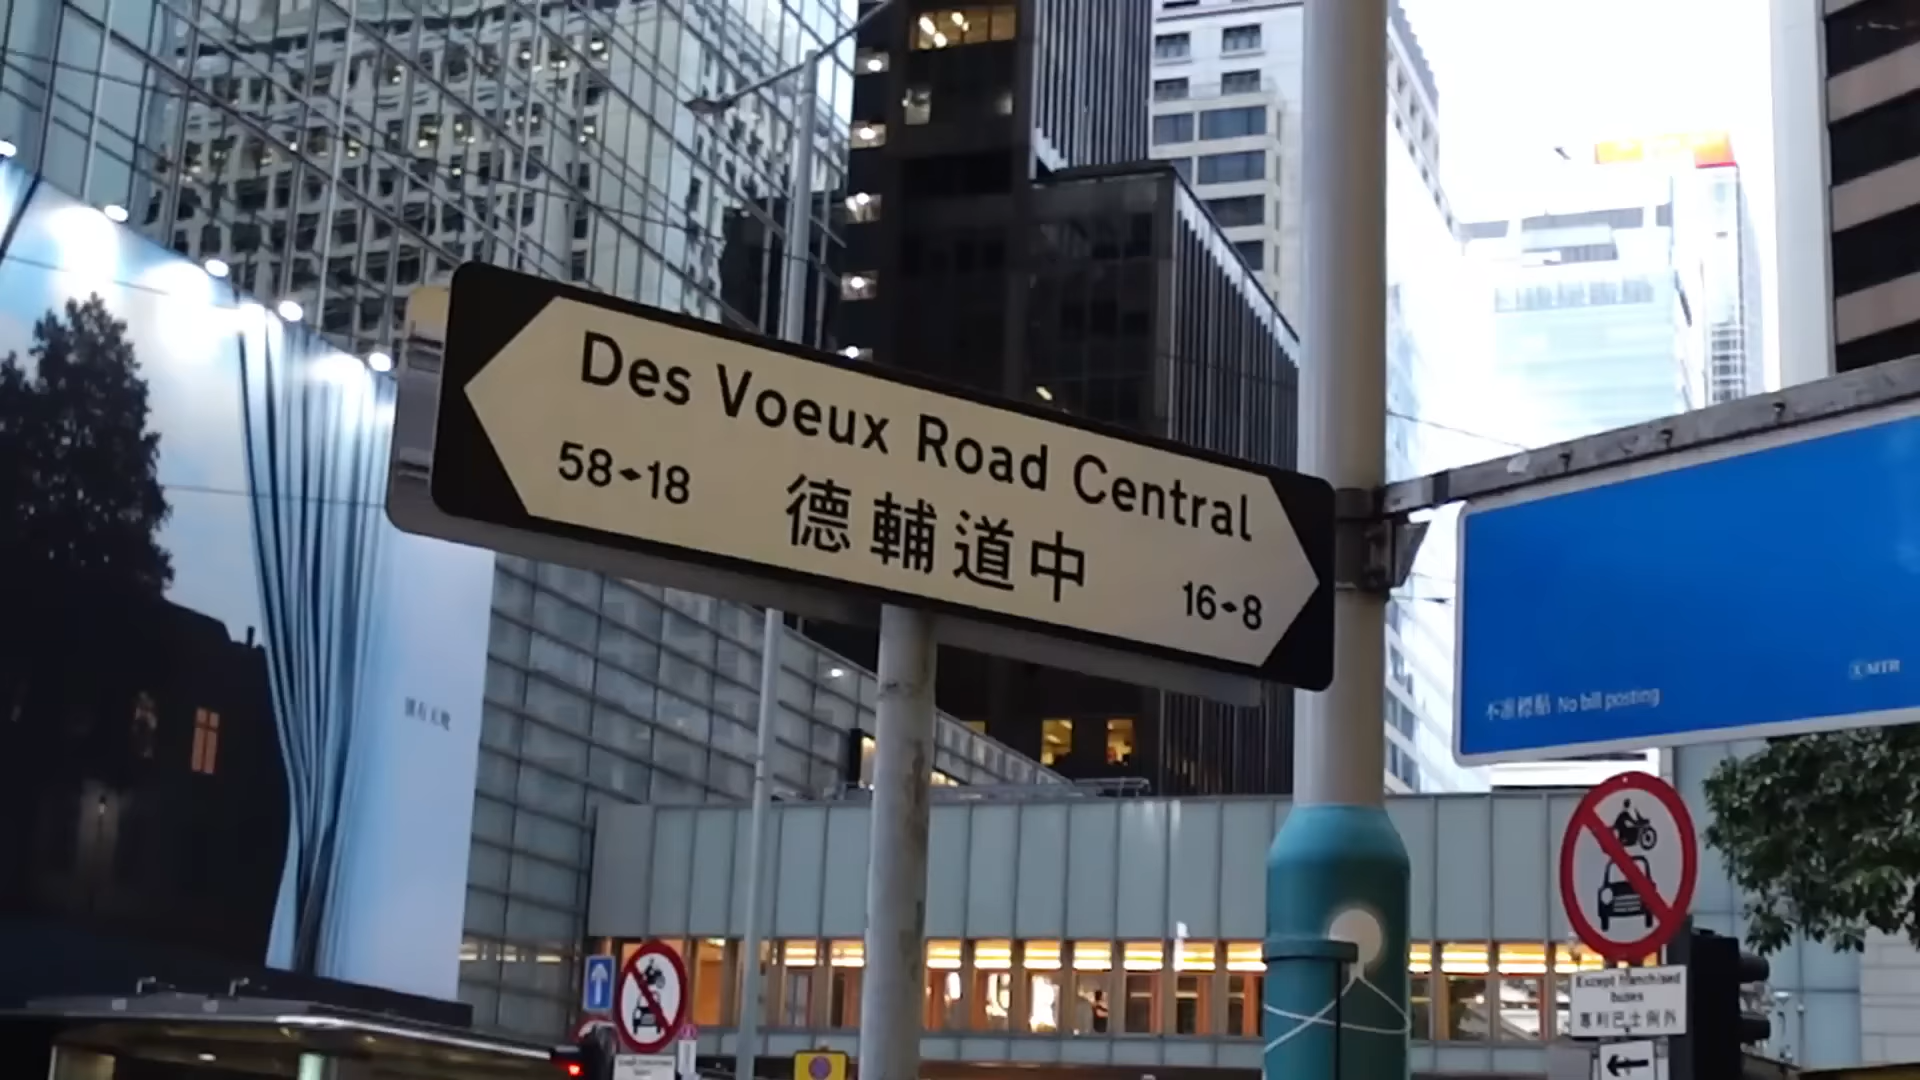 Des Voeux Road Central
58-18
德輔道中
16-8
不准標貼 No bill posting
MTR
Except franchised
buses
專利巴士例外